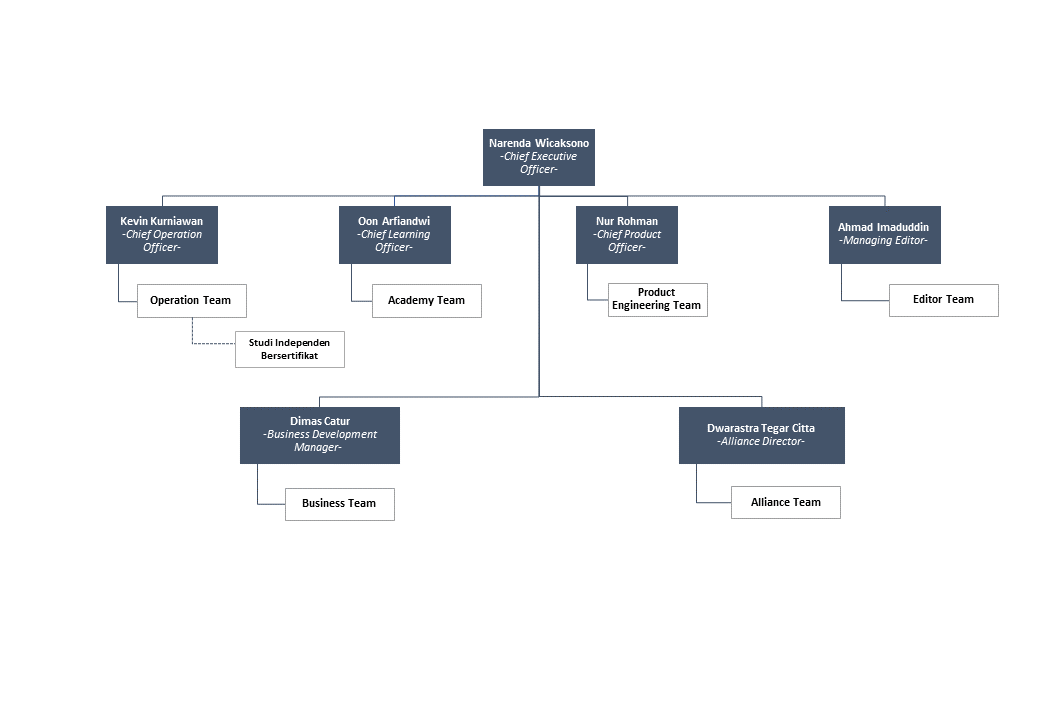 Narenda Wicaksono
-Chief Executive
Officer-
Kevin Kurniawan
-Chief Operation
Officer-
Oon Arfiandwi
-Chief Learning
Officer-
Nur Rohman
-Chief Product
Officer-
Ahmad Imaduddin
-Managing Editor-
Operation Team
Academy Team
Product
Engineering Team
Editor Team
Studi Independen
Bersertifikat
Dimas Catur
-Business Development
Manager-
Dwarastra Tegar Citta
-Alliance Director-
Business Team
Alliance Team